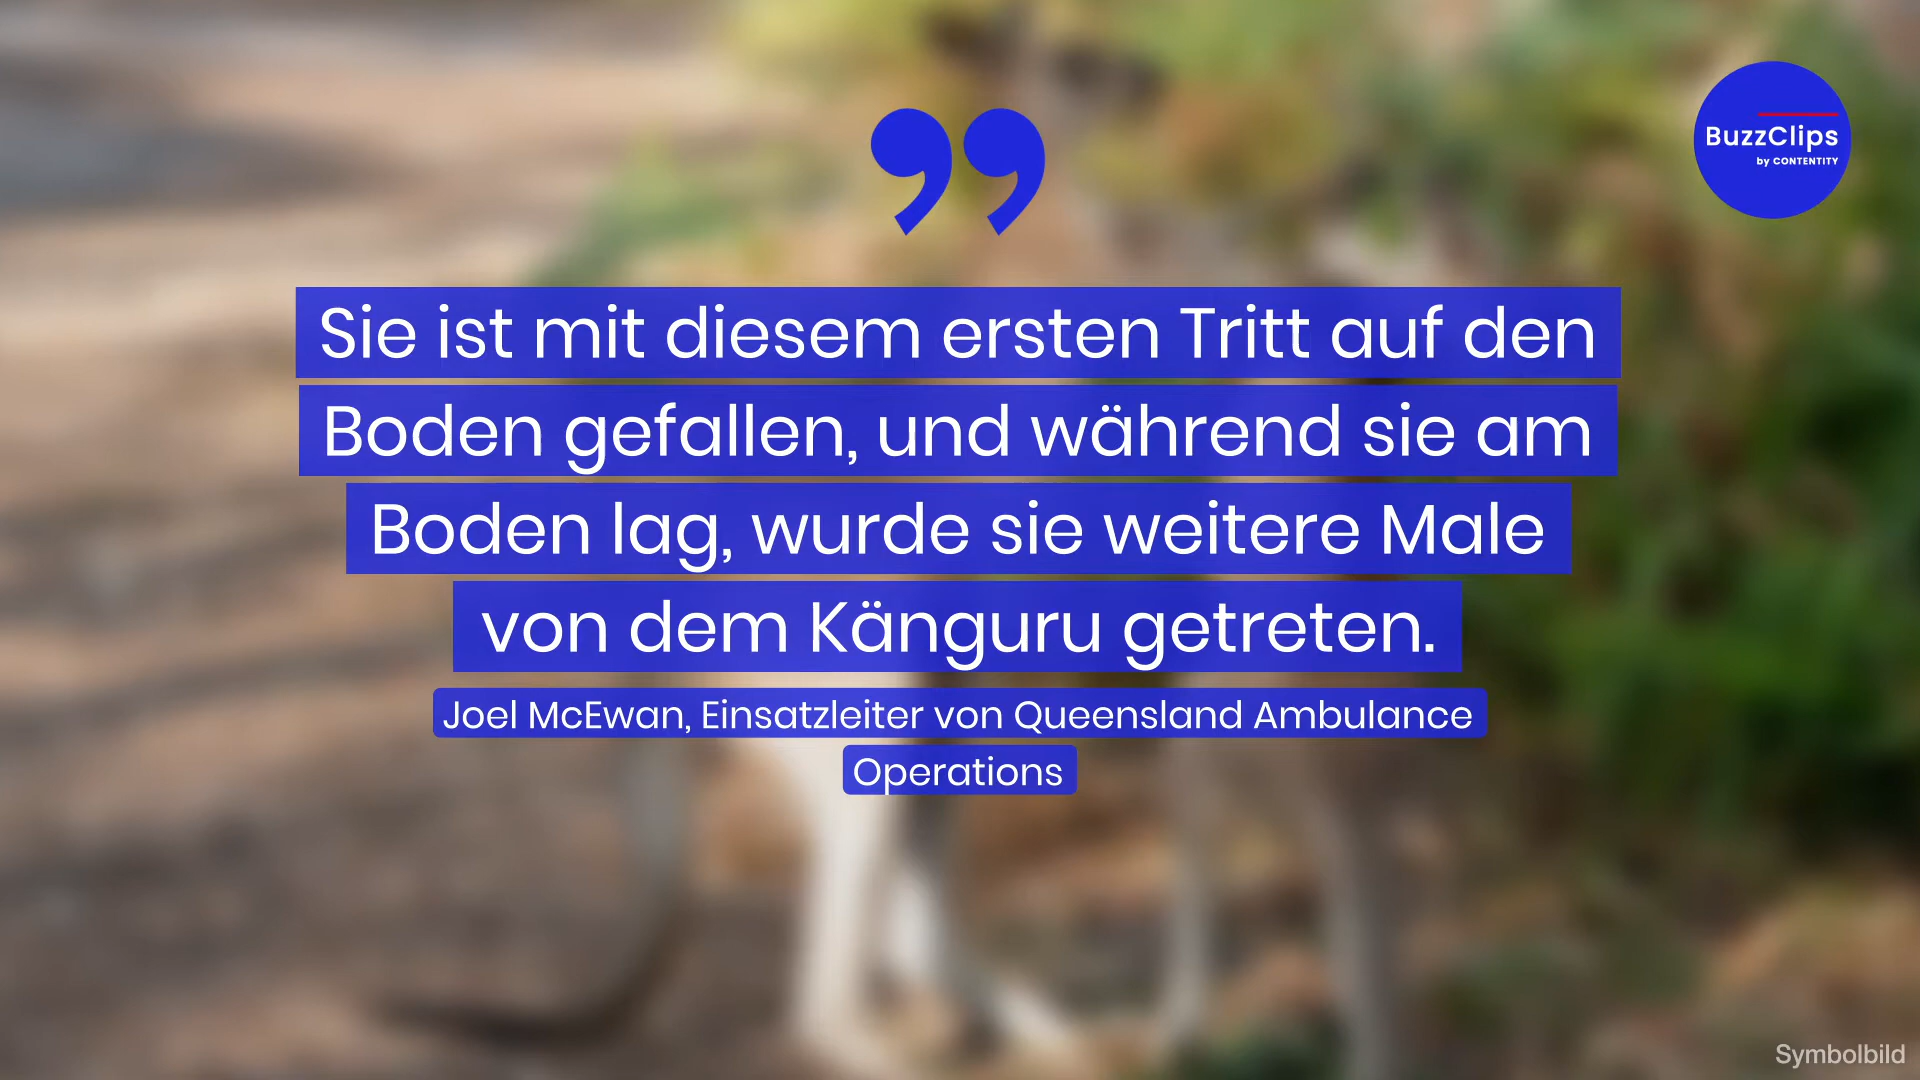 ”
BuzzClips
by CONTENTITY
Sie ist mit diesem ersten Tritt auf den
Boden gefallen, und während sie am
Boden lag, wurde sie weitere Male
von dem Känguru getreten.
Joel McEwan, Einsatzleiter von Queensland Ambulance
Operations
Symbolbild